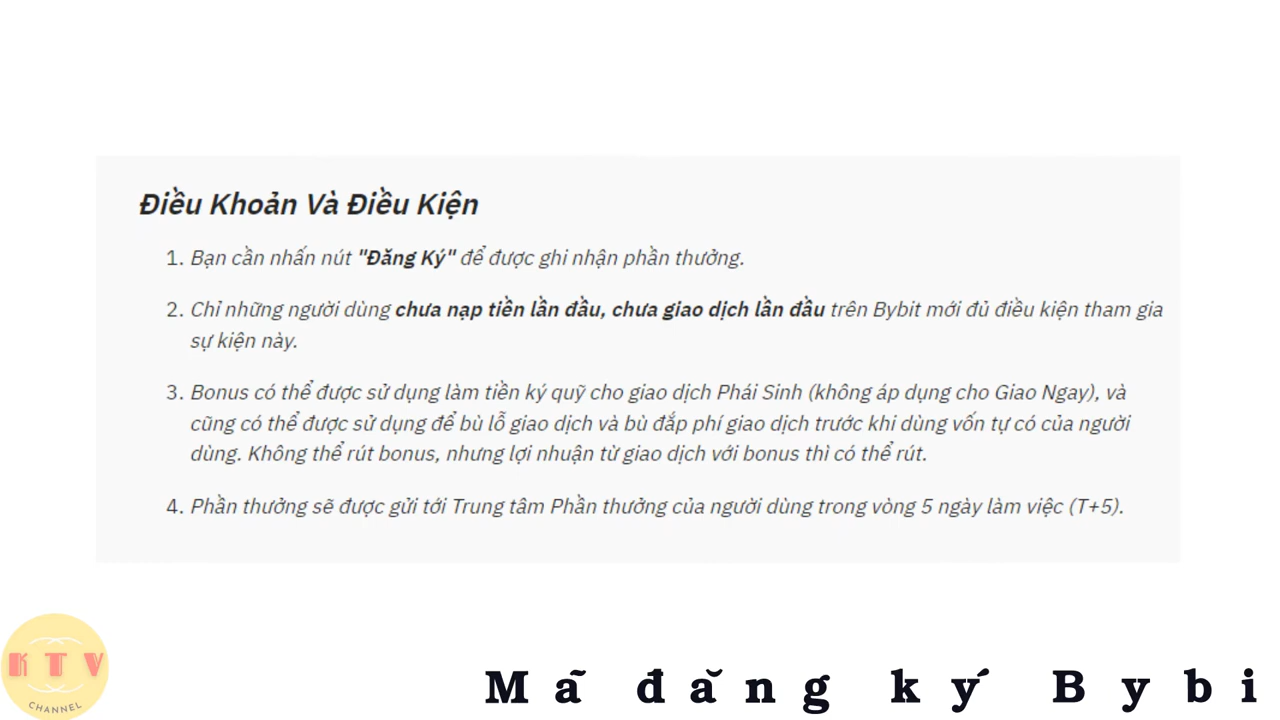 Điều Khoản Và Điều Kiện
1. Bạn cần nhấn nút "Đăng Ký" để được ghi nhận phần thưởng.
2. Chỉ những người dùng chưa nạp tiền lần đầu, chưa giao dịch lần đầu trên Bybit mới đủ điều kiện tham gia
sự kiện này.
3. Bonus có thể được sử dụng làm tiền ký quỹ cho giao dịch Phái Sinh (không áp dụng cho Giao Ngay), và
cũng có thể được sử dụng để bù lỗ giao dịch và bù đắp phí giao dịch trước khi dùng vốn tự có của người
dùng. Không thể rút bonus, nhưng lợi nhuận từ giao dịch với bonus thì có thể rút.
4. Phần thưởng sẽ được gửi tới Trung tâm Phần thưởng của người dùng trong vòng 5 ngày làm việc (T+5).
KTV
CHANNEL
Mã đăng ký Bybi